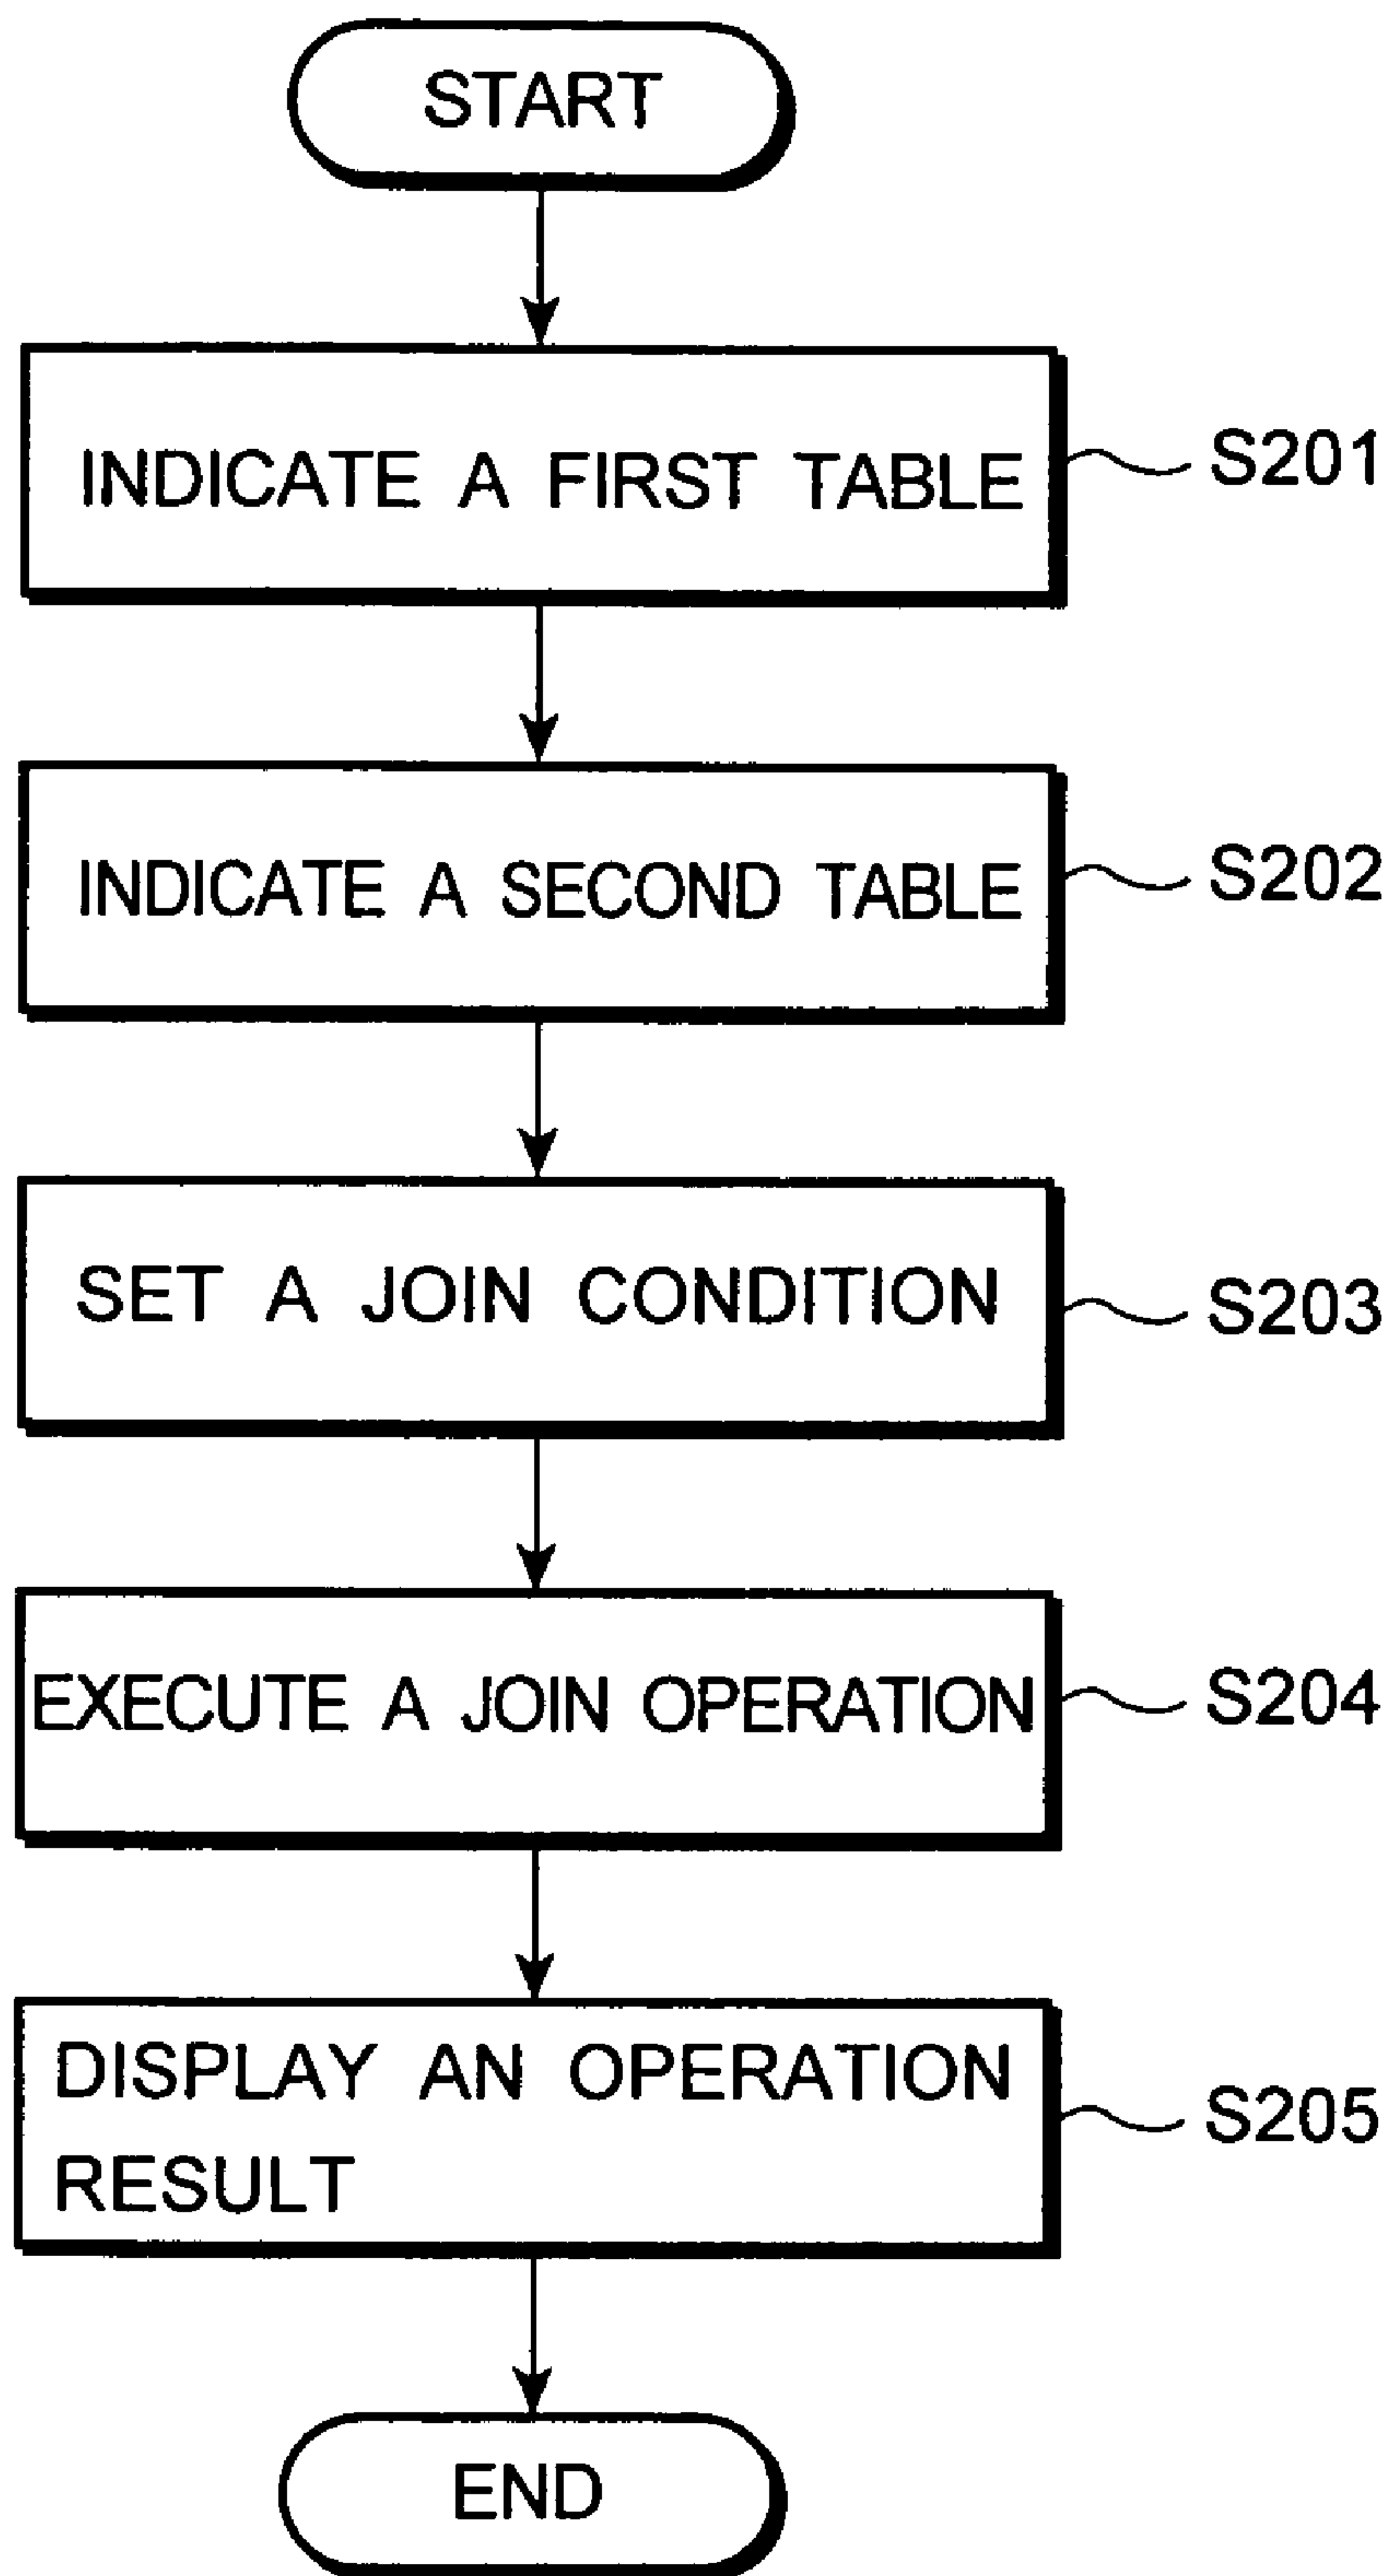 START
INDICATE A FIRST TABLE
S201
INDICATE A SECOND TABLE
S202
SET A JOIN CONDITION
S203
EXECUTE A JOIN OPERATION
S204
DISPLAY AN OPERATION
RESULT
S205
END